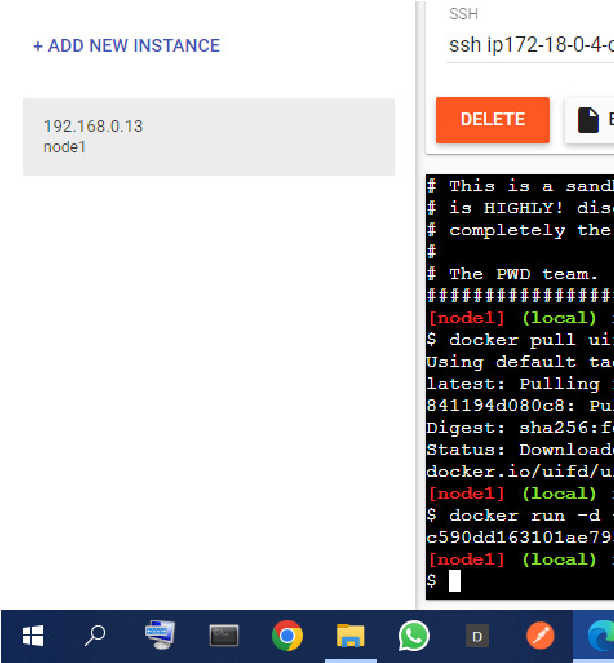 + ADD NEW INSTANCE
192.168.0.13
node1
SSH
ssh ip172-18-0-4-
DELETE
# This is a sand
# is HIGHLY! dis
# completely the
#
# The PWD team.
################
[node1] (local)
$ docker pull ui
Using default ta
latest: Pulling
841194d080c8: Pu
Digest: sha256:f
Status: Download
docker.io/uifd/u
[node1] (local)
$ docker run -d
c590dd163101ae79
[node1] (local)
$
D